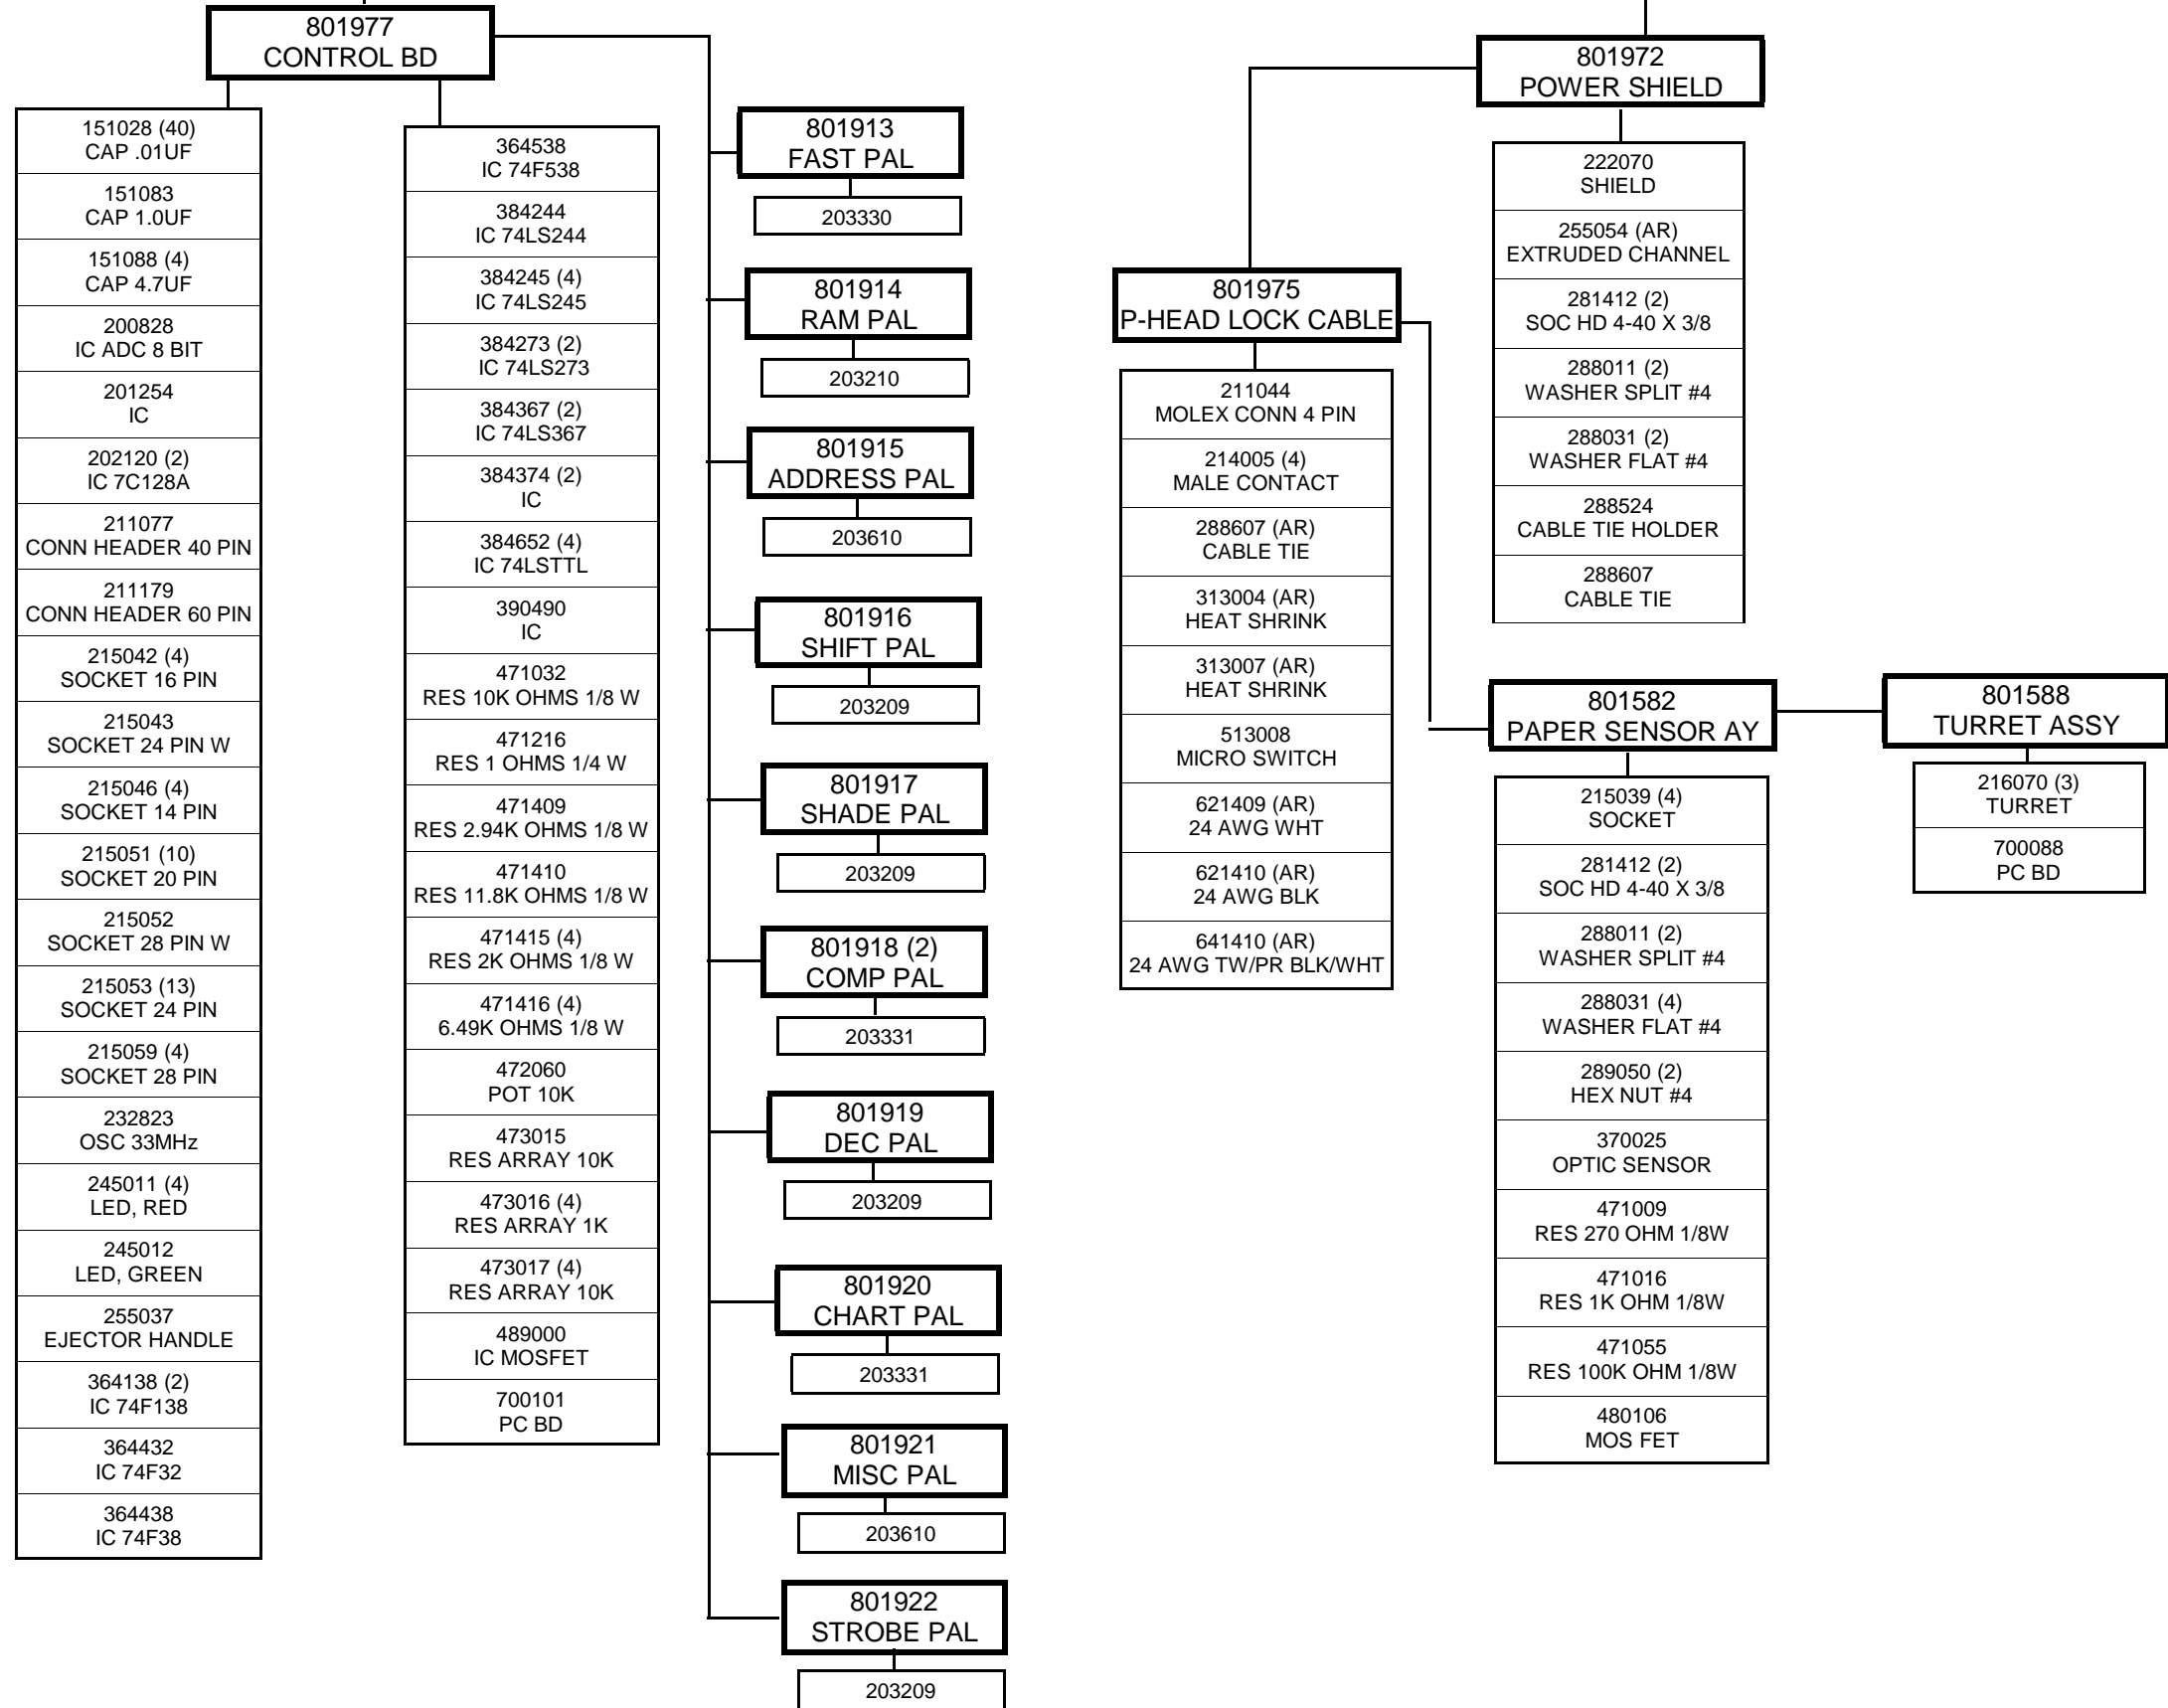 801977
CONTROL BD
151028 (40)
CAP .01UF
151083
CAP 1.0UF
151088 (4)
CAP 4.7UF
200828
IC ADC 8 BIT
201254
IC
202120 (2)
IC 7C128A
211077
CONN HEADER 40 PIN
211179
CONN HEADER 60 PIN
215042 (4)
SOCKET 16 PIN
215043
SOCKET 24 PIN W
215046 (4)
SOCKET 14 PIN
215051 (10)
SOCKET 20 PIN
215052
SOCKET 28 PIN W
215053 (13)
SOCKET 24 PIN
215059 (4)
SOCKET 28 PIN
232823
OSC 33MHz
245011 (4)
LED, RED
245012
LED, GREEN
255037
EJECTOR HANDLE
364138 (2)
IC 74F138
364432
IC 74F32
364438
IC 74F38
364538
IC 74F538
384244
IC 74LS244
384245 (4)
IC 74LS245
384273 (2)
IC 74LS273
384367 (2)
IC 74LS367
384374 (2)
IC
384652 (4)
IC 74LSTTL
390490
IC
471032
RES 10K OHMS 1/8 W
471216
RES 1 OHMS 1/4 W
471409
RES 2.94K OHMS 1/8 W
471410
RES 11.8K OHMS 1/8 W
471415 (4)
RES 2K OHMS 1/8 W
471416 (4)
6.49K OHMS 1/8 W
472060
POT 10K
473015
RES ARRAY 10K
473016 (4)
RES ARRAY 1K
473017 (4)
RES ARRAY 10K
489000
IC MOSFET
700101
PC BD
801913
FAST PAL
203330
801914
RAM PAL
203210
801915
ADDRESS PAL
203610
801916
SHIFT PAL
203209
801917
SHADE PAL
203209
801918 (2)
COMP PAL
203331
801919
DEC PAL
203209
801920
CHART PAL
203331
801921
MISC PAL
203610
801922
STROBE PAL
203209
801972
POWER SHIELD
222070
SHIELD
255054 (AR)
EXTRUDED CHANNEL
281412 (2)
SOC HD 4-40 X 3/8
288011 (2)
WASHER SPLIT #4
288031 (2)
WASHER FLAT #4
288524
CABLE TIE HOLDER
288607
CABLE TIE
801975
P-HEAD LOCK CABLE
211044
MOLEX CONN 4 PIN
214005 (4)
MALE CONTACT
288607 (AR)
CABLE TIE
313004 (AR)
HEAT SHRINK
313007 (AR)
HEAT SHRINK
513008
MICRO SWITCH
621409 (AR)
24 AWG WHT
621410 (AR)
24 AWG BLK
641410 (AR)
24 AWG TW/PR BLK/WHT
801582
PAPER SENSOR AY
215039 (4)
SOCKET
281412 (2)
SOC HD 4-40 X 3/8
288011 (2)
WASHER SPLIT #4
288031 (4)
WASHER FLAT #4
289050 (2)
HEX NUT #4
370025
OPTIC SENSOR
471009
RES 270 OHM 1/8W
471016
RES 1K OHM 1/8W
471055
RES 100K OHM 1/8W
480106
MOS FET
801588
TURRET ASSY
216070 (3)
TURRET
700088
PC BD